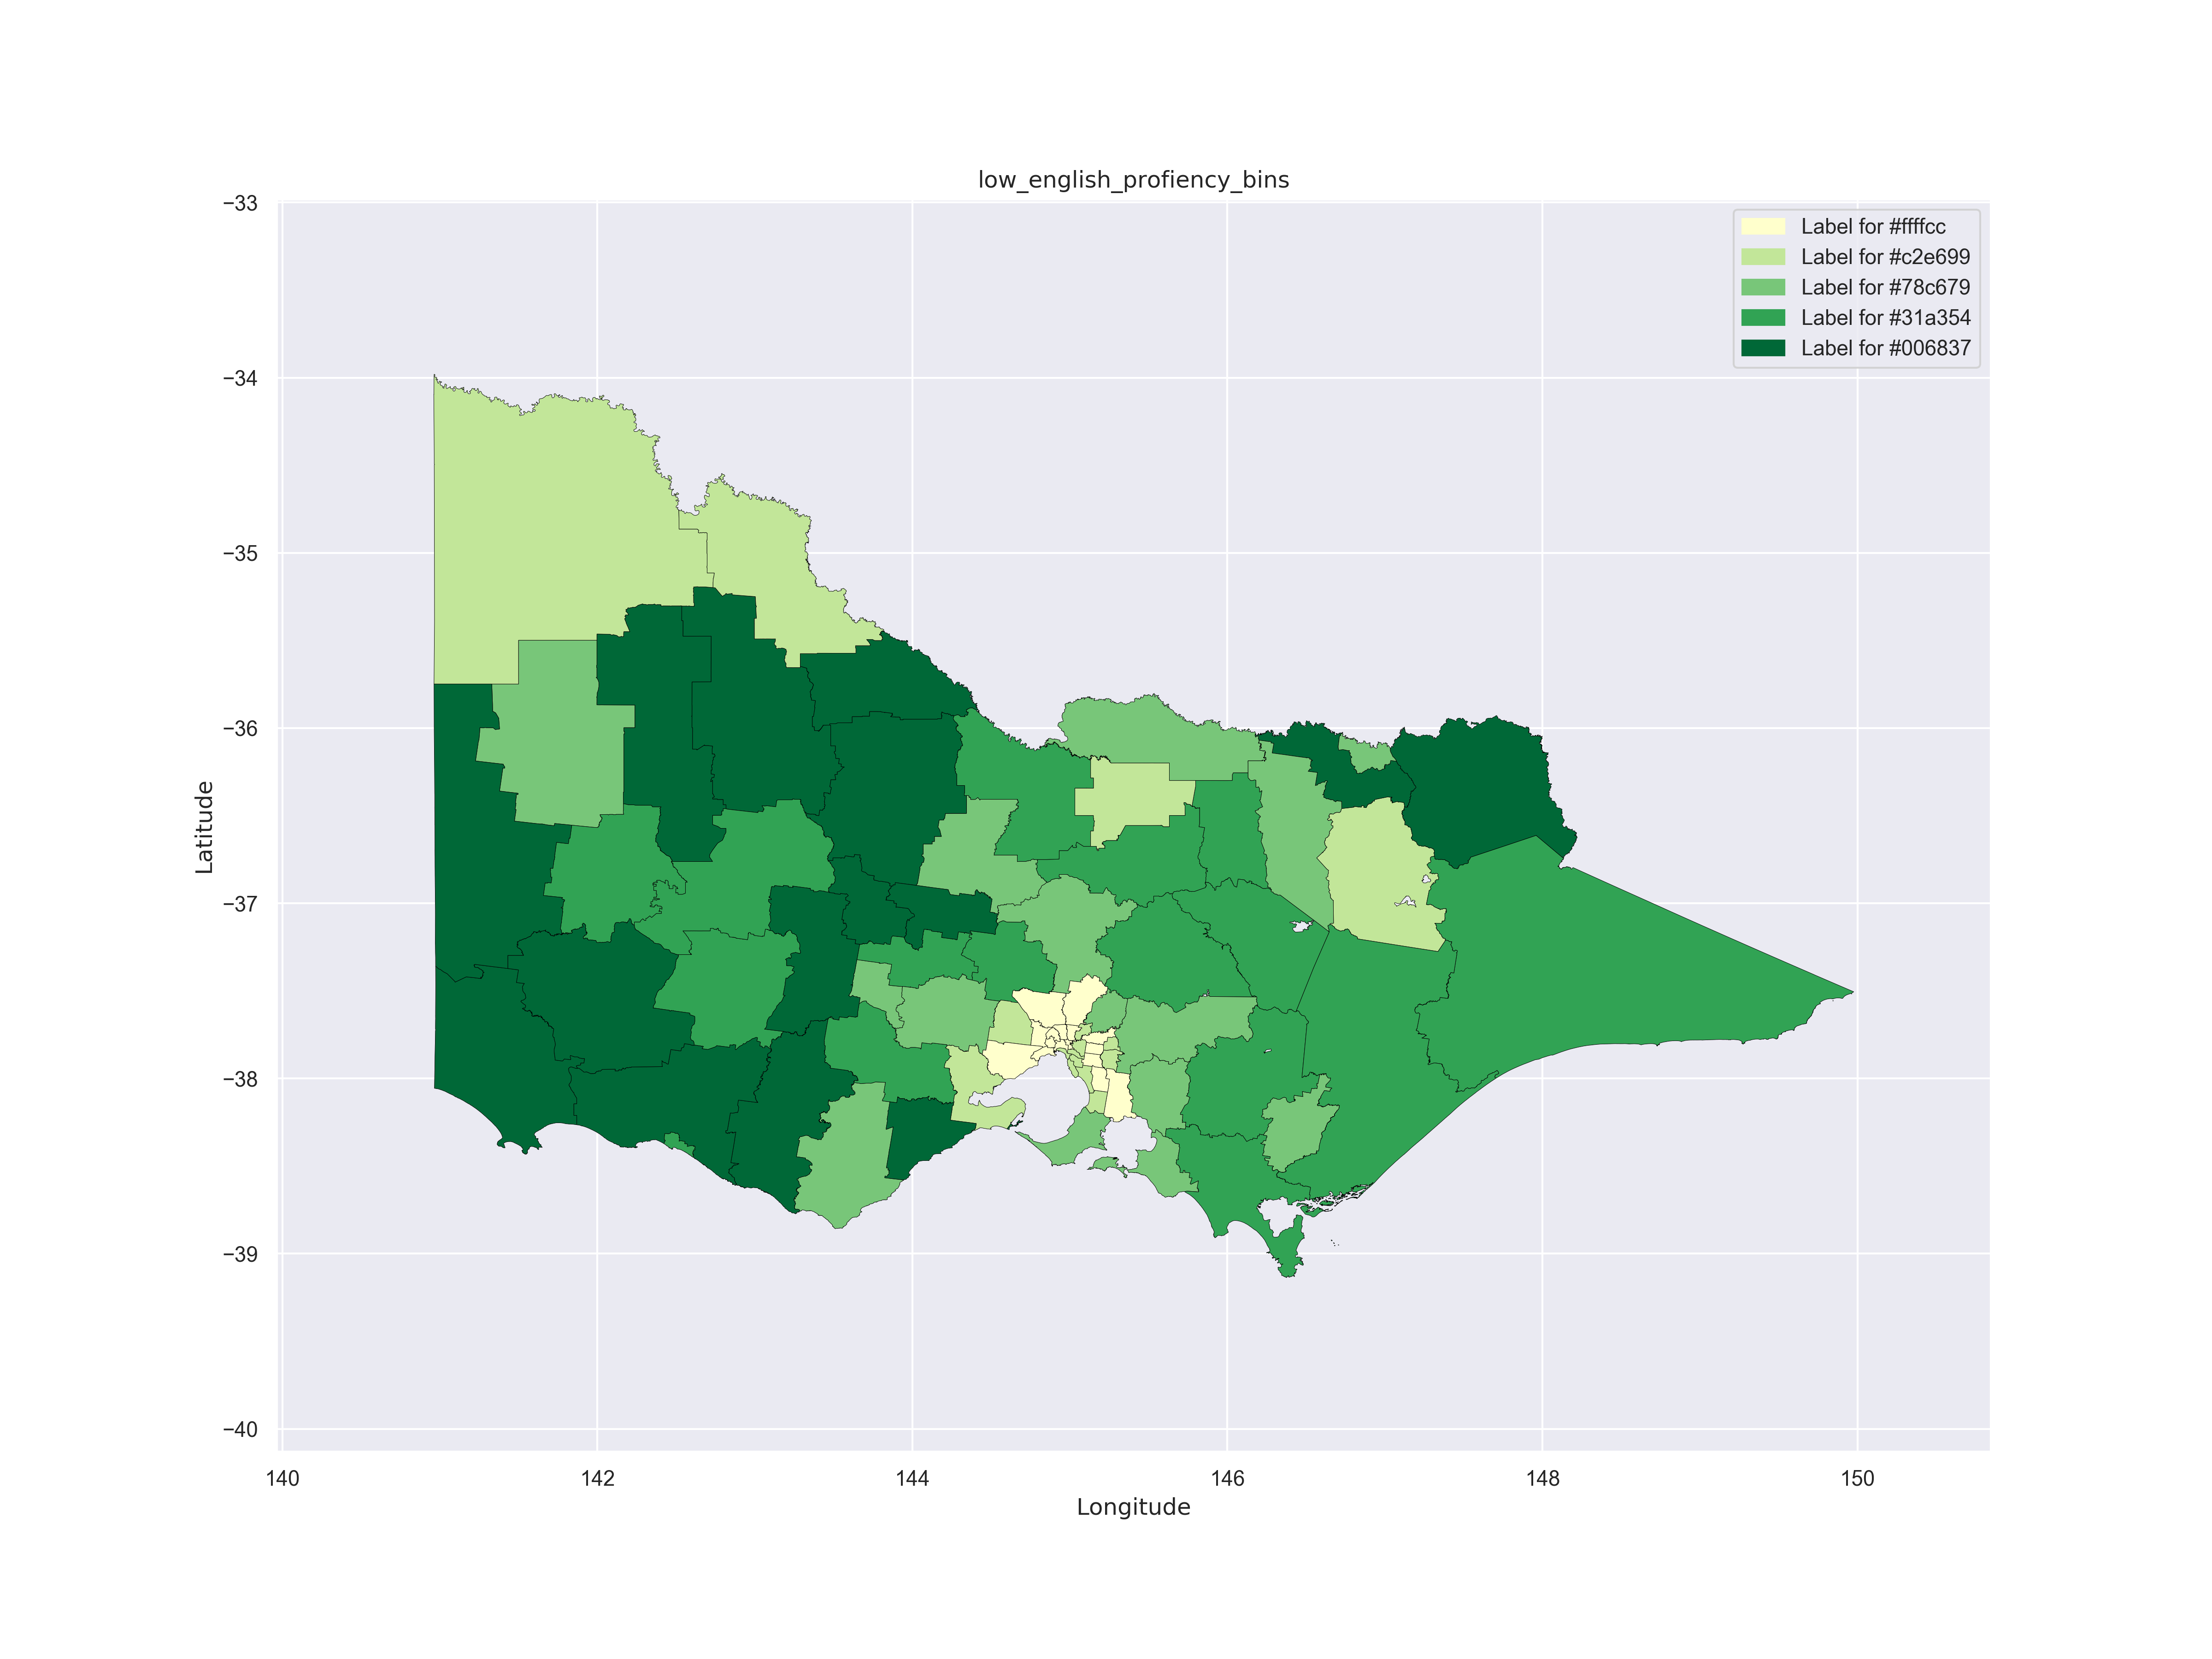 low_english_profiency_bins
−33
−34
−35
−36
−37
−38
−39
−40
Latitude
140
142
144
146
148
150
Longitude
Label for #ffffcc
Label for #c2e699
Label for #78c679
Label for #31a354
Label for #006837